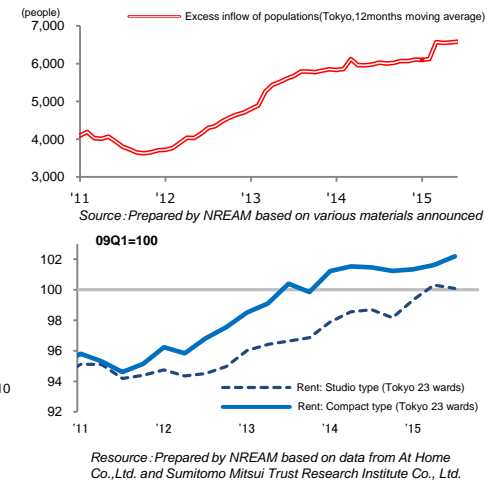 (people)
Excess inflow of populations(Tokyo,12months moving average)
7,000
6,000
5,000
4,000
3,000
'11 '12 '13 '14 '15
Source：Prepared by NREAM based on various materials announced
09Q1=100
102
100
98
96
94
92
10
Rent: Studio type (Tokyo 23 wards)
Rent: Compact type (Tokyo 23 wards)
'11 '12 '13 '14 '15
Resource：Prepared by NREAM based on data from At Home
Co.,Ltd. and Sumitomo Mitsui Trust Research Institute Co., Ltd.